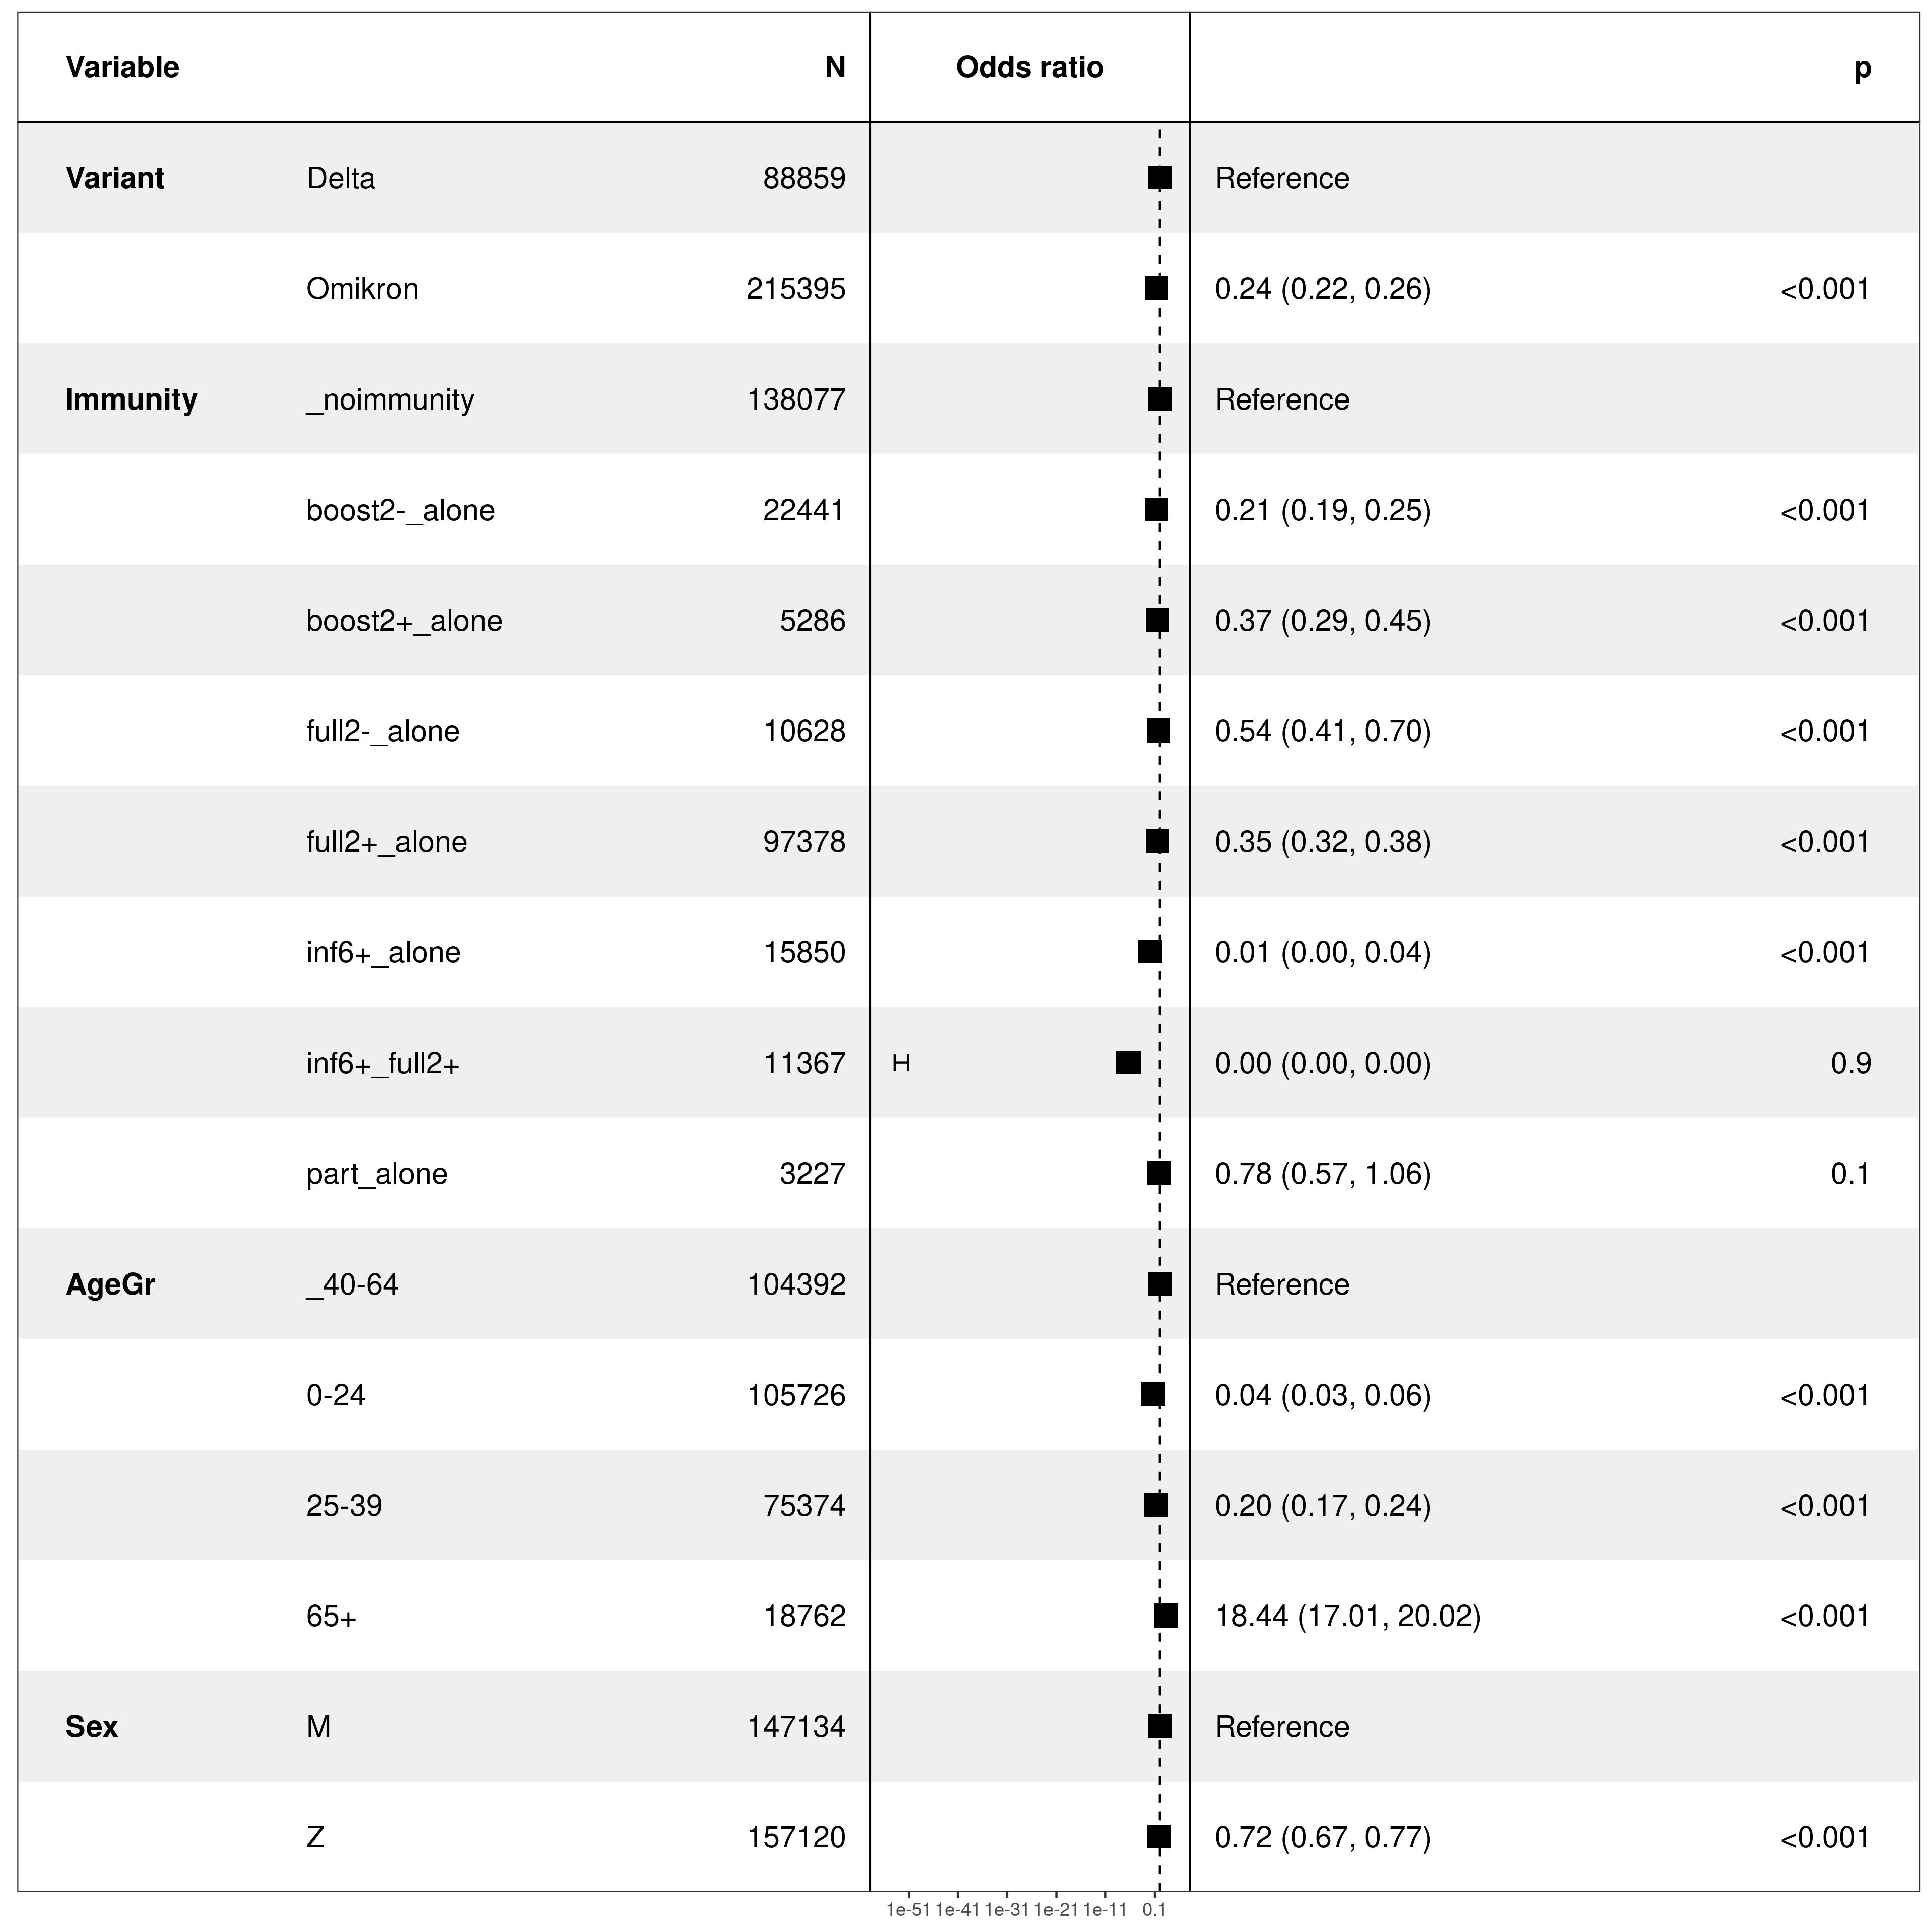 Variable N Odds ratio p
Variant Delta 88859 Reference
Omikron 215395 0.24 (0.22, 0.26) <0.001
Immunity _noimmunity 138077 Reference
boost2-_alone 22441 0.21 (0.19, 0.25) <0.001
boost2+_alone 5286 0.37 (0.29, 0.45) <0.001
full2-_alone 10628 0.54 (0.41, 0.70) <0.001
full2+_alone 97378 0.35 (0.32, 0.38) <0.001
inf6+_alone 15850 0.01 (0.00, 0.04) <0.001
inf6+_full2+ 11367 0.00 (0.00, 0.00) 0.9
part_alone 3227 0.78 (0.57, 1.06) 0.1
AgeGr _40-64 104392 Reference
0-24 105726 0.04 (0.03, 0.06) <0.001
25-39 75374 0.20 (0.17, 0.24) <0.001
65+ 18762 18.44 (17.01, 20.02) <0.001
Sex M 147134 Reference
Z 157120 0.72 (0.67, 0.77) <0.001
1e-51 1e-41 1e-31 1e-21 1e-11 0.1